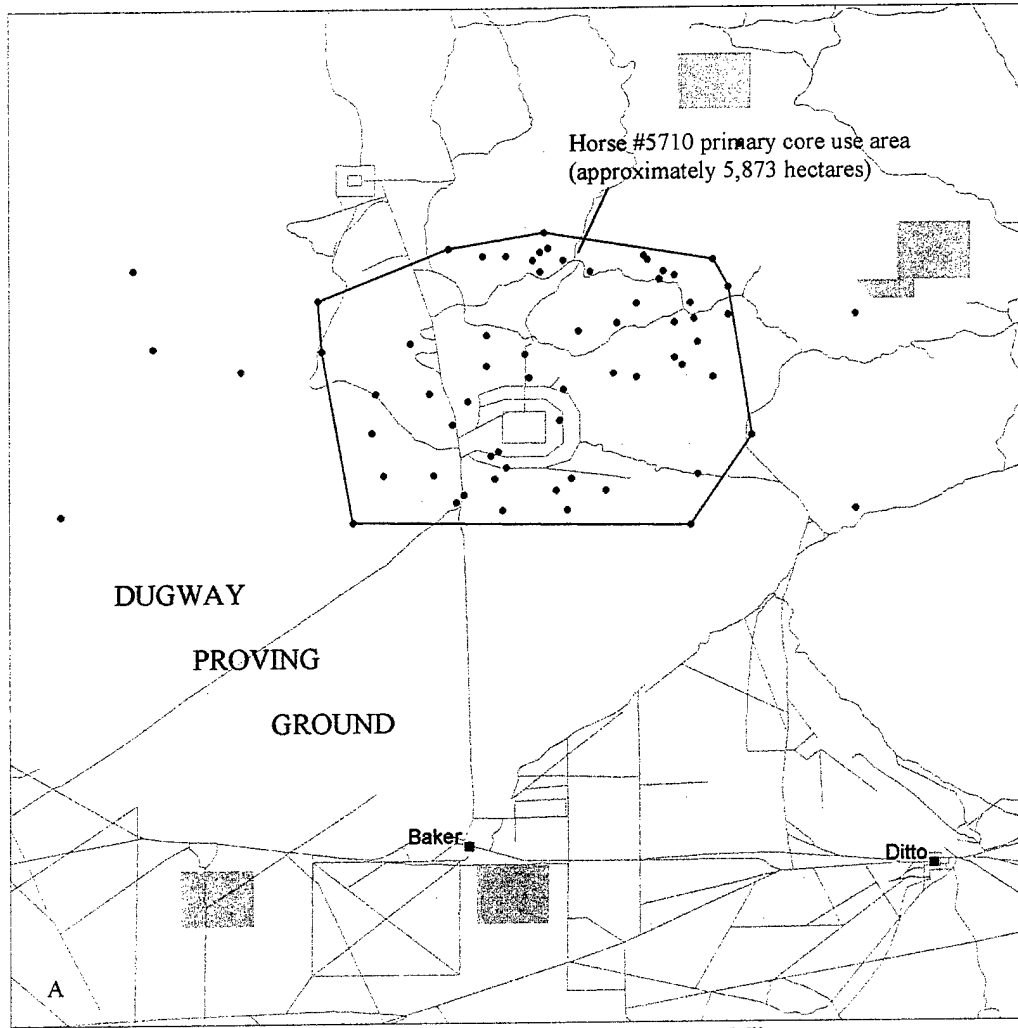 Horse #5710 primary core use area
(approximately 5,873 hectares)
DUGWAY
PROVING
GROUND
Baker
Ditto
A